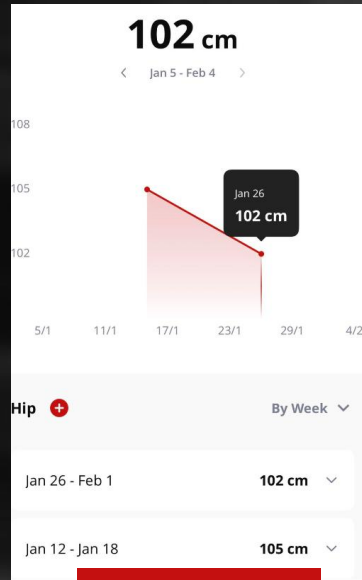 102 cm
Jan 5 - Feb 4
108
105
Jan 26
102 cm
102
5/1 11/1 17/1 23/1 29/1 4/2
Hip
By Week
Jan 26 - Feb 1 102 cm
Jan 12 - Jan 18 105 cm